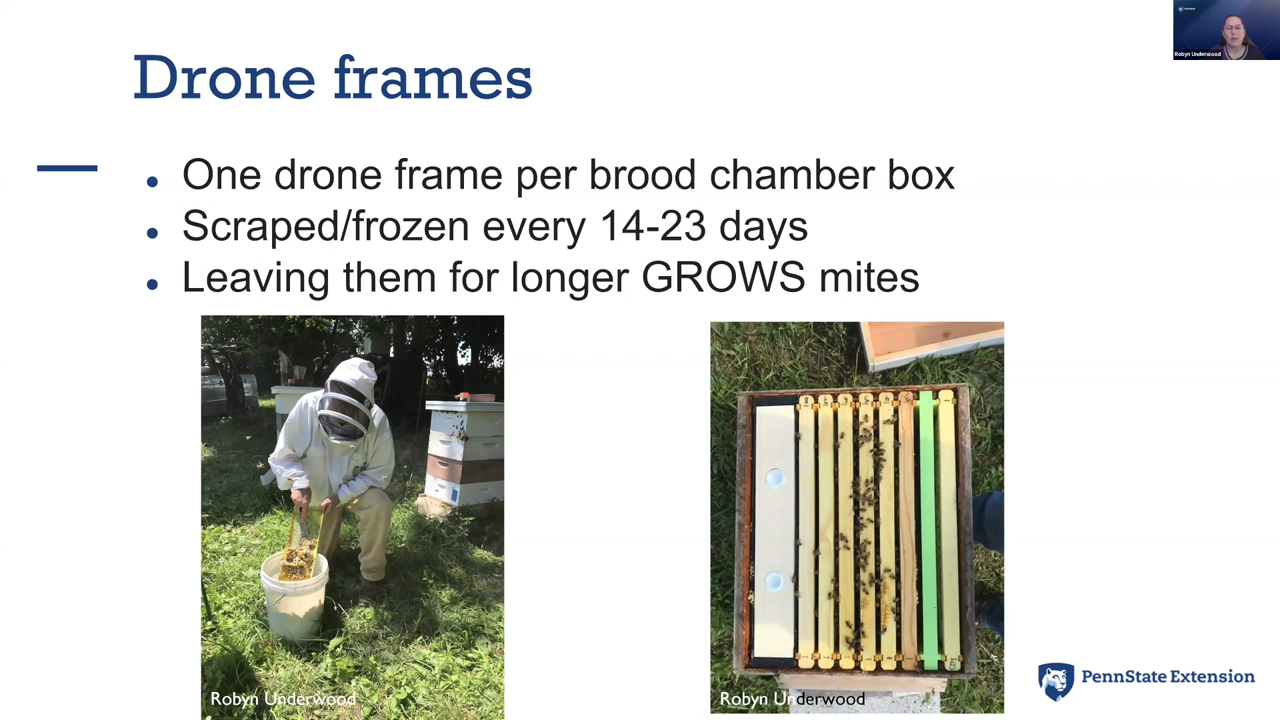 Robyn Underwood
Drone frames
One drone frame per brood chamber box
Scraped/frozen every 14-23 days
Leaving them for longer GROWS mites
Robyn Underwood
Robyn Underwood
PennState Extension